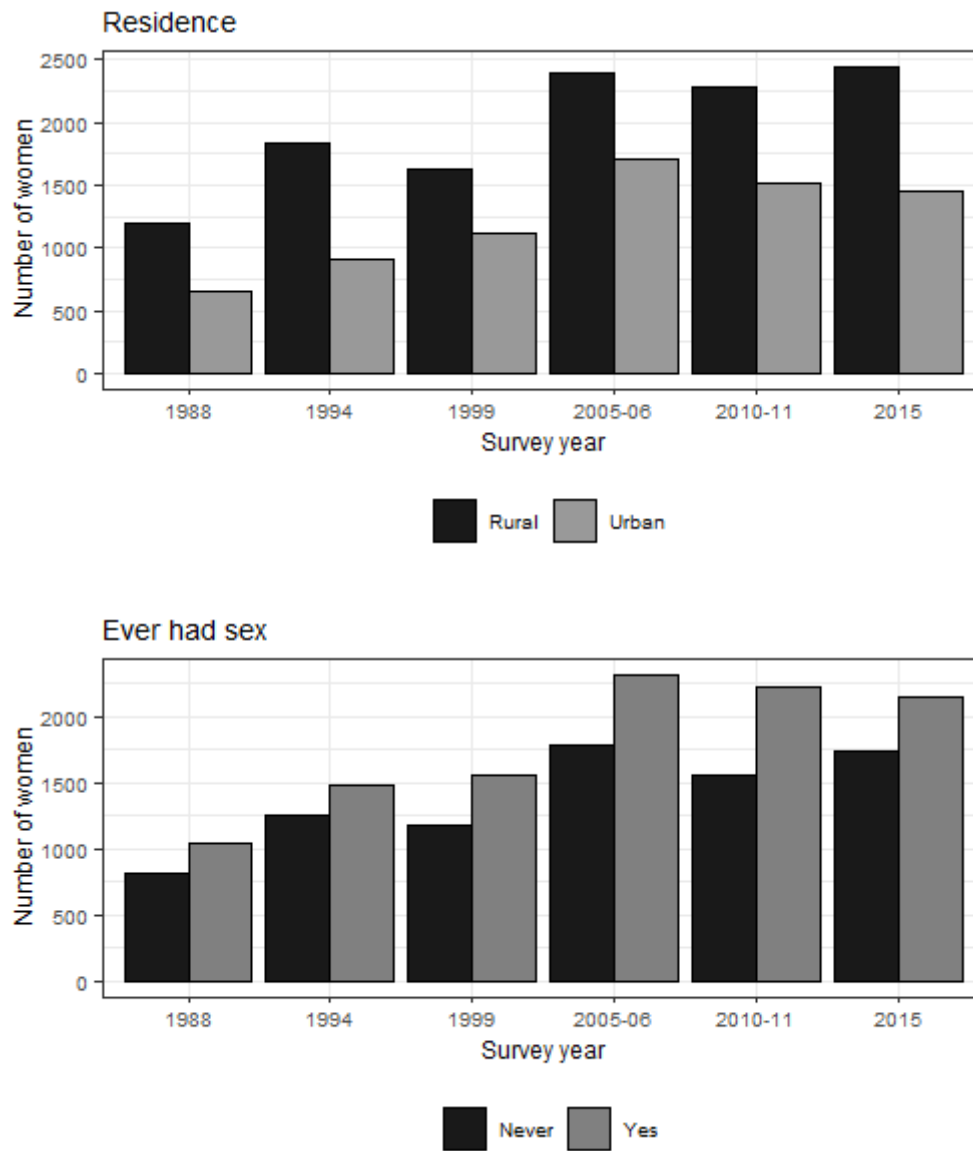 Residence
Number of women
2500
2000
1500
1000
500
0
1988 1994 1999 2005-06 2010-11 2015
Survey year
Rural Urban
Ever had sex
Number of women
2000
1500
1000
500
0
1988 1994 1999 2005-06 2010-11 2015
Survey year
Never Yes